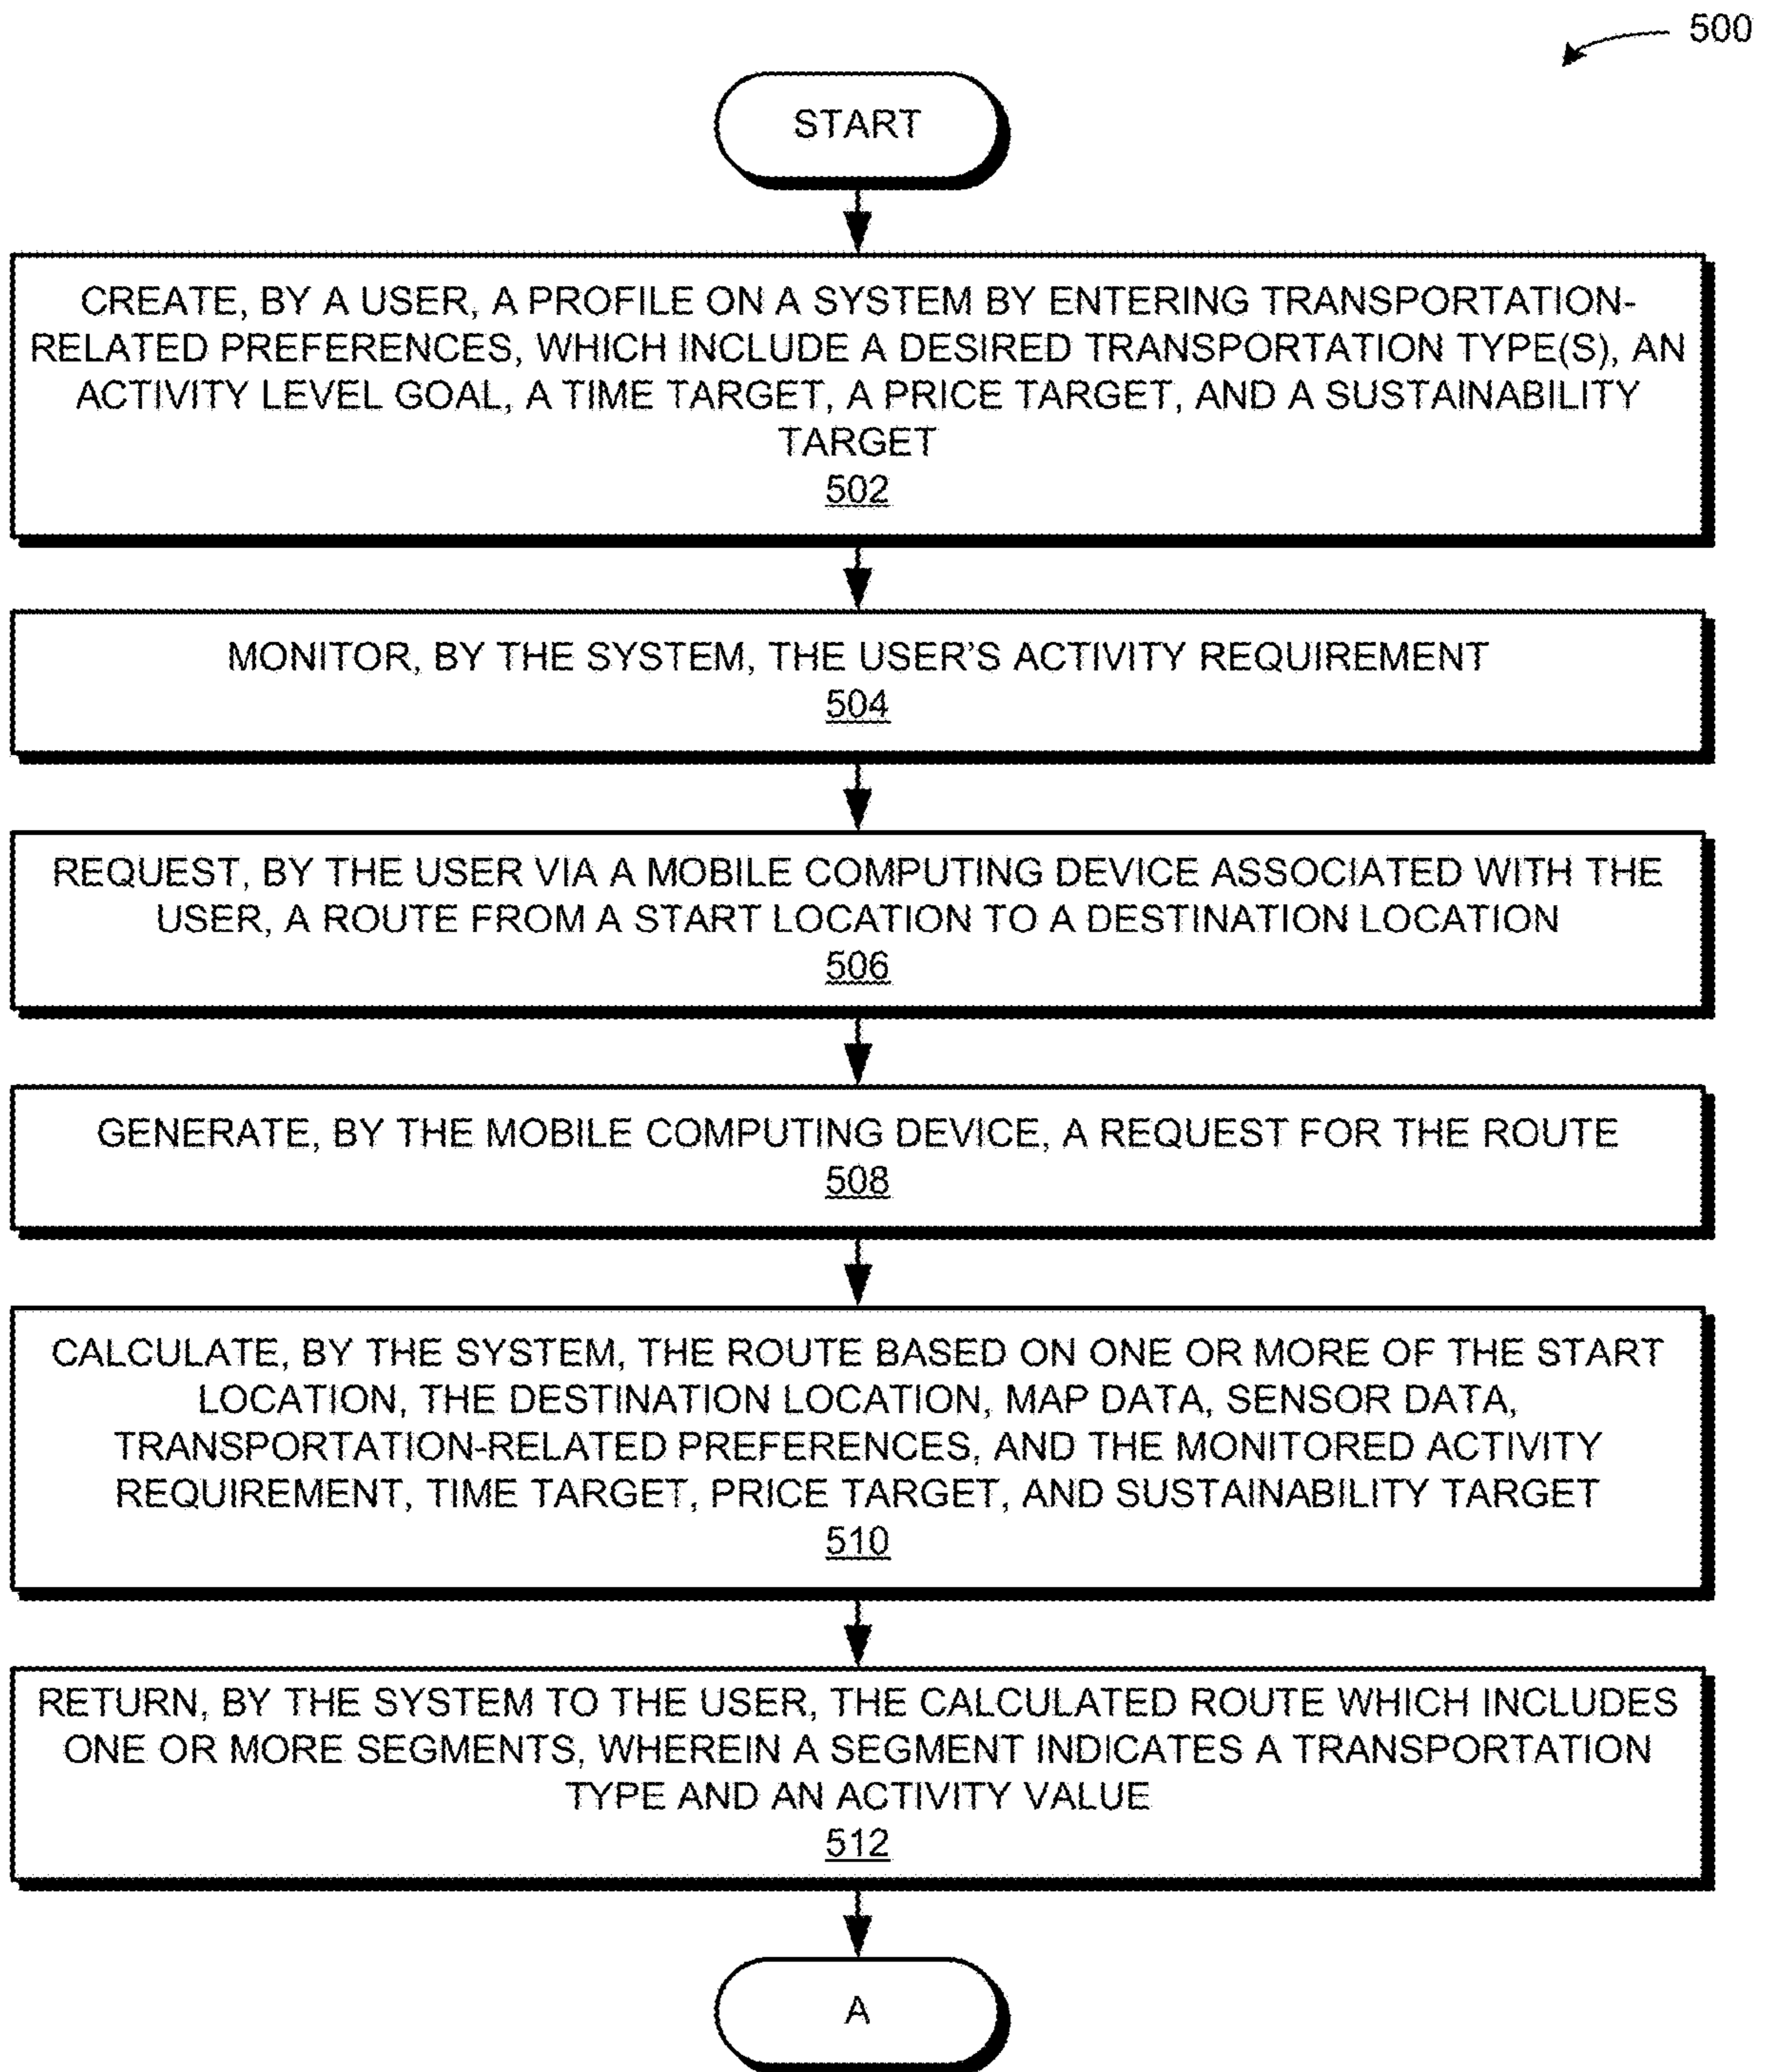 500
START
CREATE, BY A USER, A PROFILE ON A SYSTEM BY ENTERING TRANSPORTATION-
RELATED PREFERENCES, WHICH INCLUDE A DESIRED TRANSPORTATION TYPE(S), AN
ACTIVITY LEVEL GOAL, A TIME TARGET, A PRICE TARGET, AND A SUSTAINABILITY
TARGET
502
MONITOR, BY THE SYSTEM, THE USER'S ACTIVITY REQUIREMENT
504
REQUEST, BY THE USER VIA A MOBILE COMPUTING DEVICE ASSOCIATED WITH THE
USER, A ROUTE FROM A START LOCATION TO A DESTINATION LOCATION
506
GENERATE, BY THE MOBILE COMPUTING DEVICE, A REQUEST FOR THE ROUTE
508
CALCULATE, BY THE SYSTEM, THE ROUTE BASED ON ONE OR MORE OF THE START
LOCATION, THE DESTINATION LOCATION, MAP DATA, SENSOR DATA,
TRANSPORTATION-RELATED PREFERENCES, AND THE MONITORED ACTIVITY
REQUIREMENT, TIME TARGET, PRICE TARGET, AND SUSTAINABILITY TARGET
510
RETURN, BY THE SYSTEM TO THE USER, THE CALCULATED ROUTE WHICH INCLUDES
ONE OR MORE SEGMENTS, WHEREIN A SEGMENT INDICATES A TRANSPORTATION
TYPE AND AN ACTIVITY VALUE
512
A